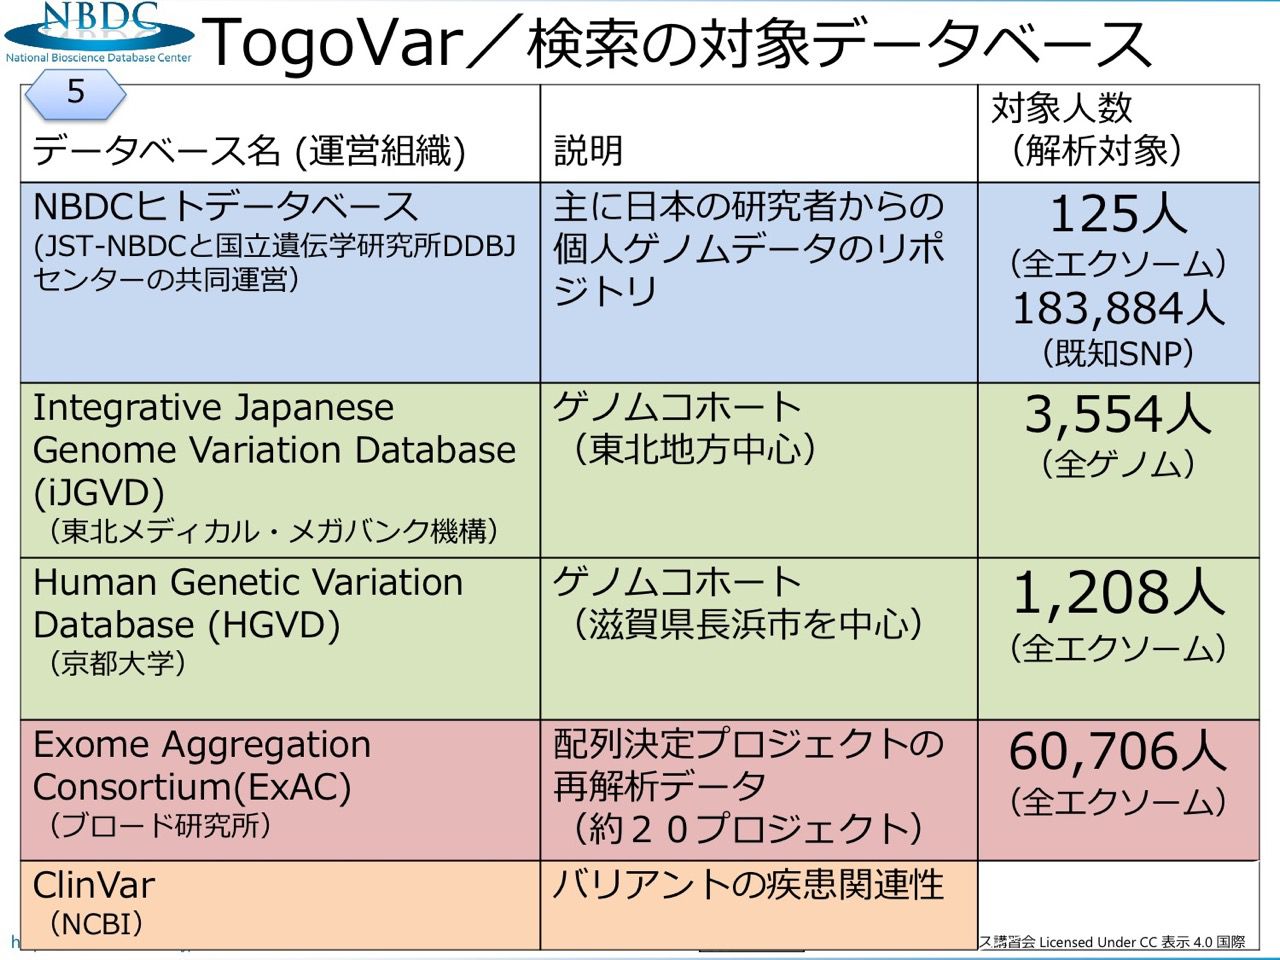 NBDC
National Bioscience Database Center
TogoVar／検索の対象データベース
5
データベース名 (運営組織)
説明
対象人数
（解析対象）
NBDCヒトデータベース
(JST-NBDCと国立遺伝学研究所DDBJ
センターの共同運営）
主に日本の研究者からの
個人ゲノムデータのリポ
ジトリ
125人
（全エクソーム）
183,884人
（既知SNP）
Integrative Japanese
Genome Variation Database
(iJGVD)
（東北メディカル・メガバンク機構）
ゲノムコホート
（東北地方中心）
3,554人
（全ゲノム）
Human Genetic Variation
Database (HGVD)
（京都大学）
ゲノムコホート
（滋賀県長浜市を中心）
1,208人
（全エクソーム）
Exome Aggregation
Consortium(ExAC)
（ブロード研究所）
配列決定プロジェクトの
再解析データ
（約２０プロジェクト）
60,706人
（全エクソーム）
ClinVar
（NCBI）
バリアントの疾患関連性
ス講習会 Licensed Under CC 表示 4.0 国際